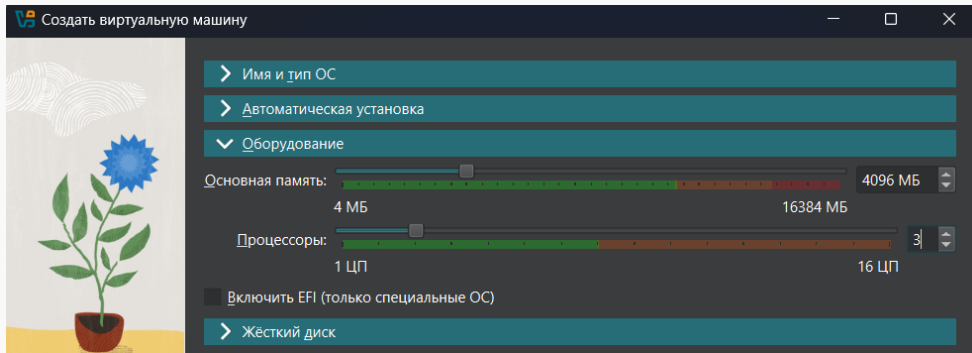 Создать виртуальную машину
Имя и тип ОС
Автоматическая установка
Оборудование
Основная память: 4096 МБ
4 МБ 16384 МБ
Процессоры: 3
1 ЦП 16 ЦП
Включить EFI (только специальные ОС)
Жёсткий диск